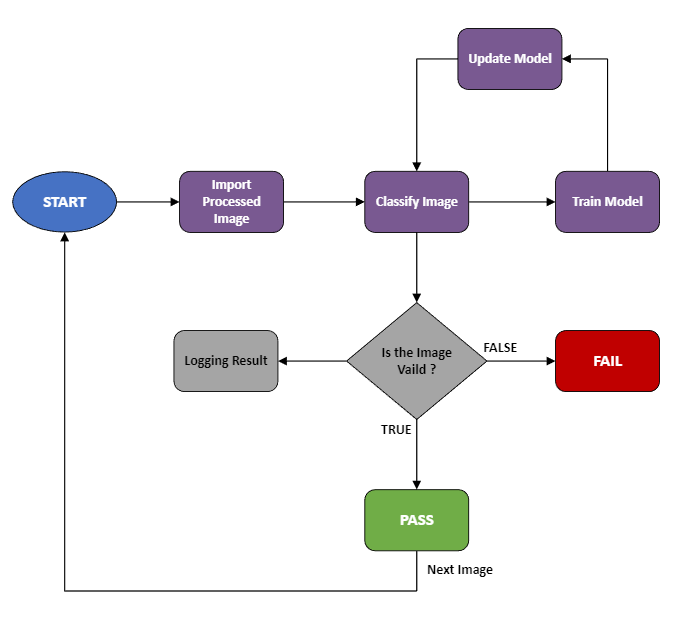 Update Model
START
Import
Processed
Image
Classify Image
Train Model
Logging Result
Is the Image
Vaild ?
FALSE
FAIL
TRUE
PASS
Next Image